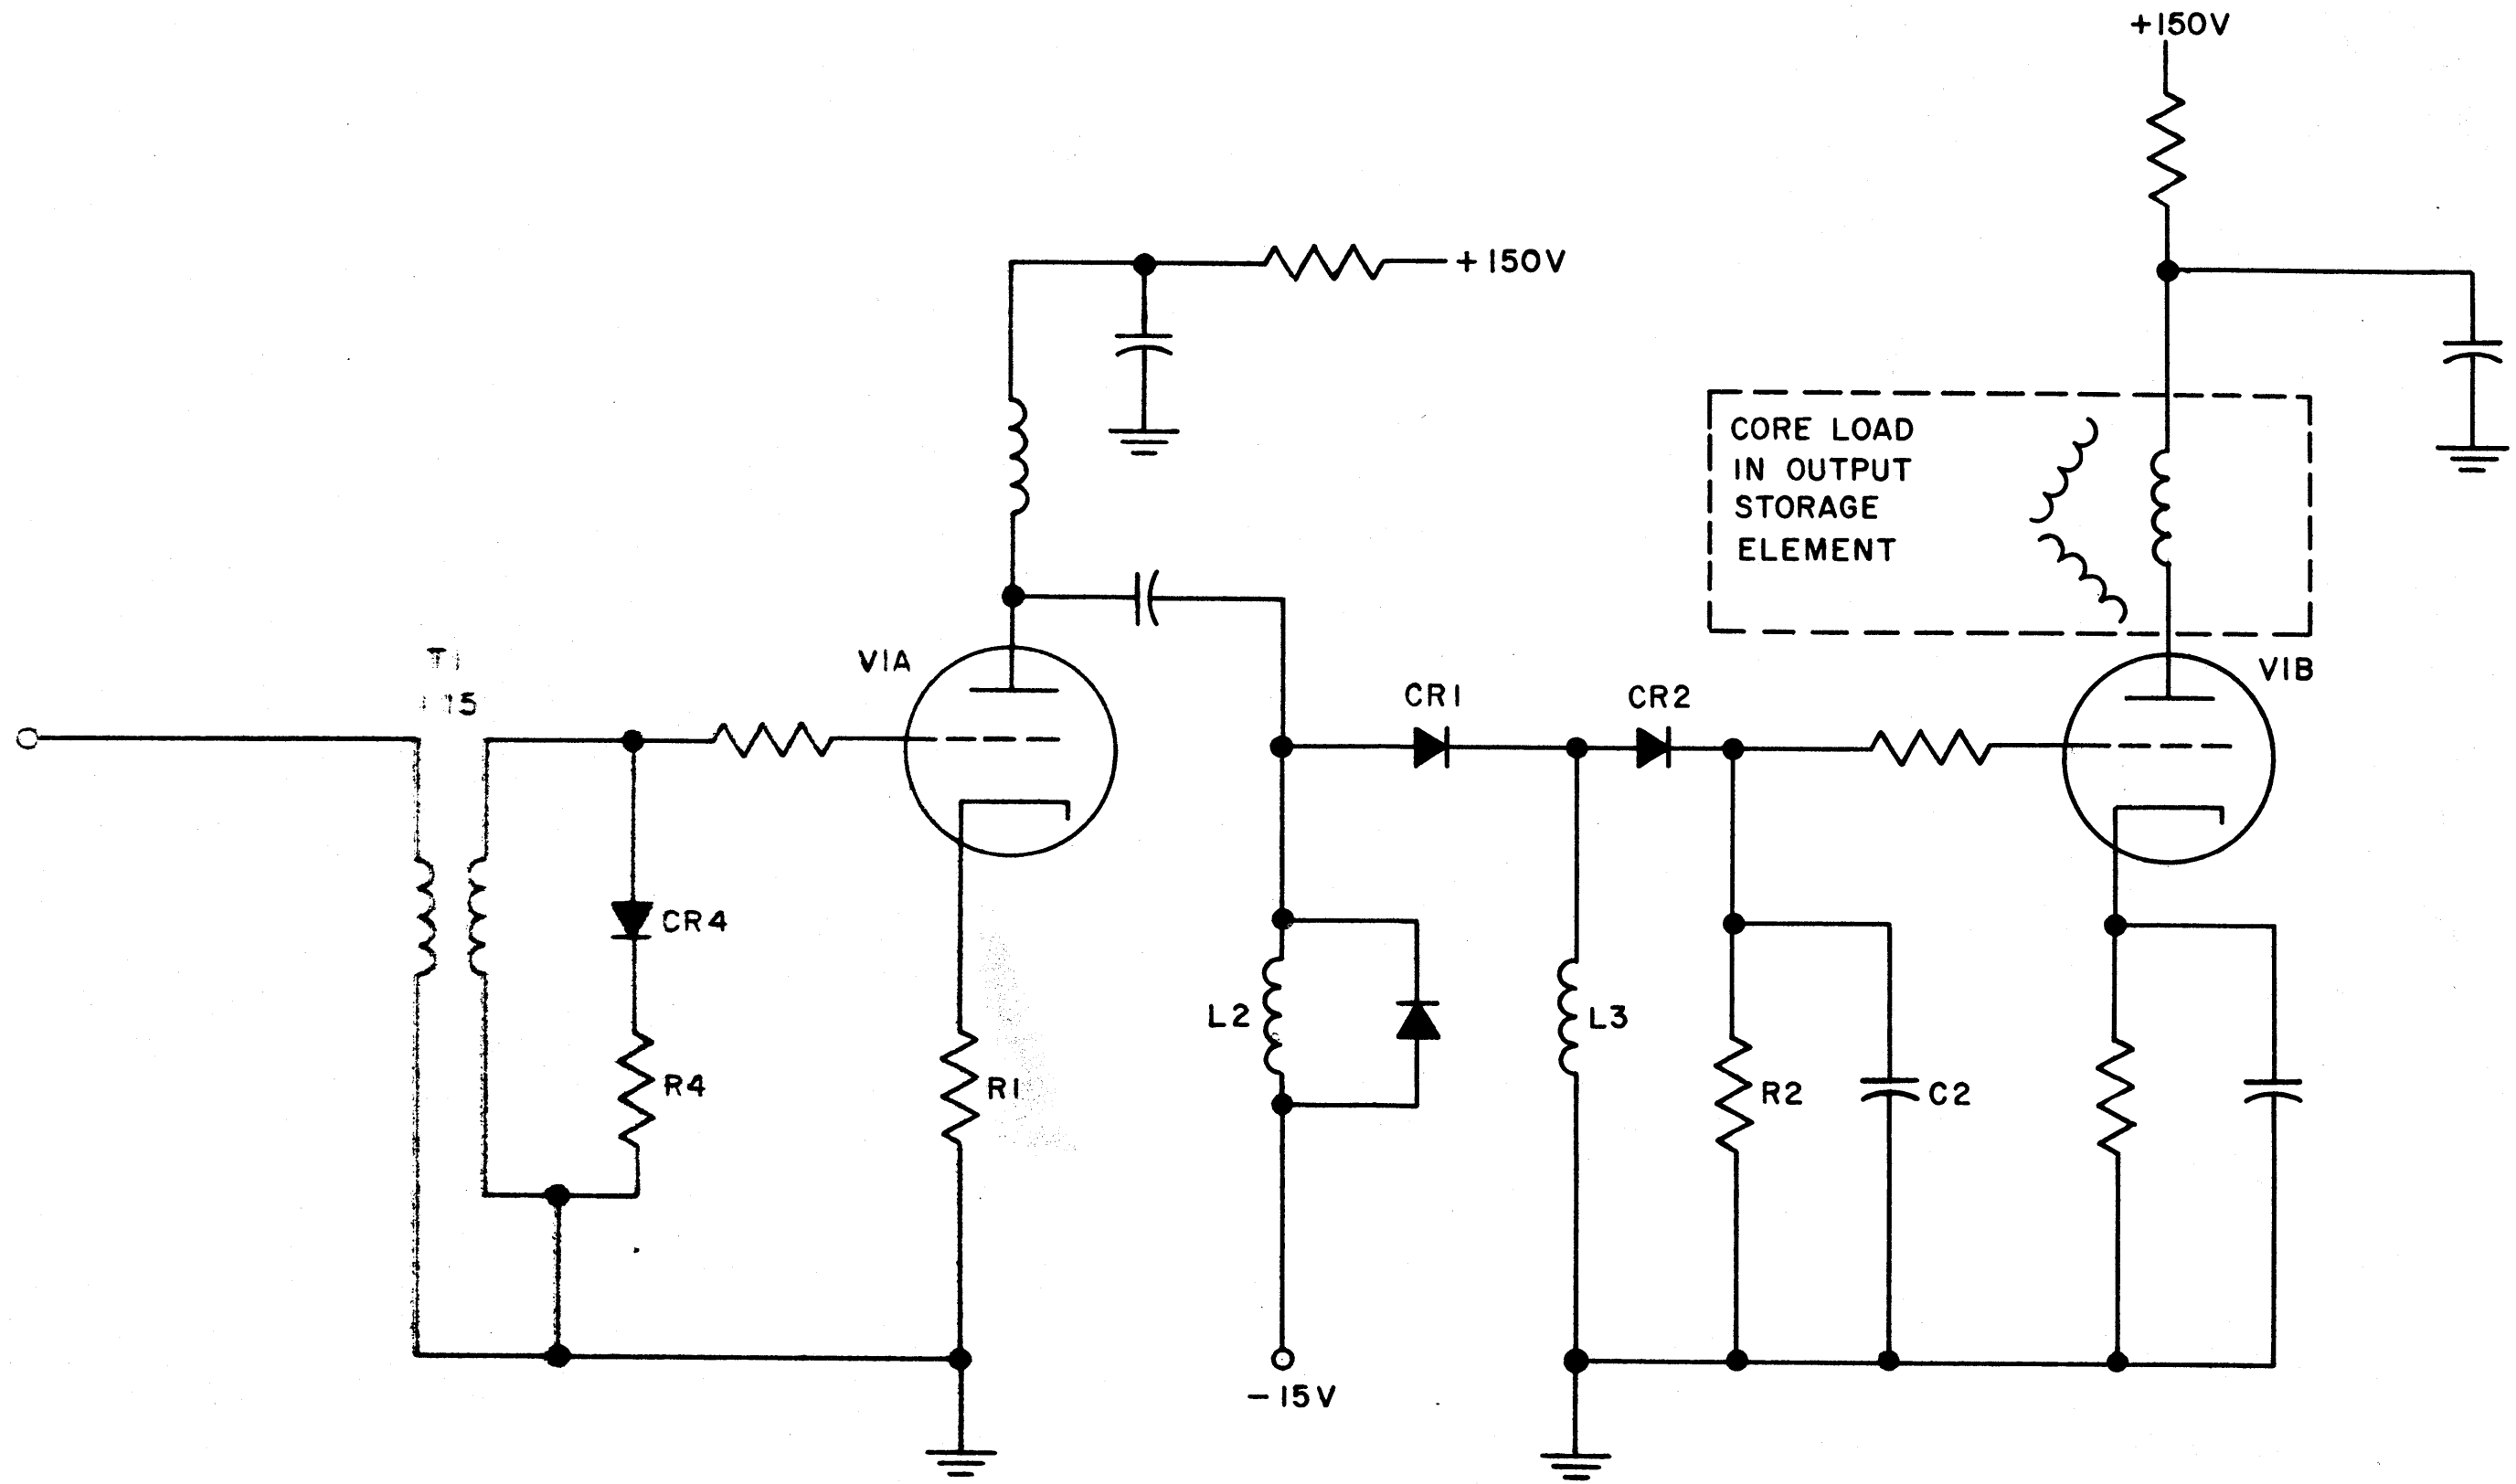 +150V
+150V
CORE LOAD
IN OUTPUT
STORAGE
ELEMENT
V1A
V1B
T1
CR1
CR2
CR4
L2
L3
R4
R1
R2
C2
-15V